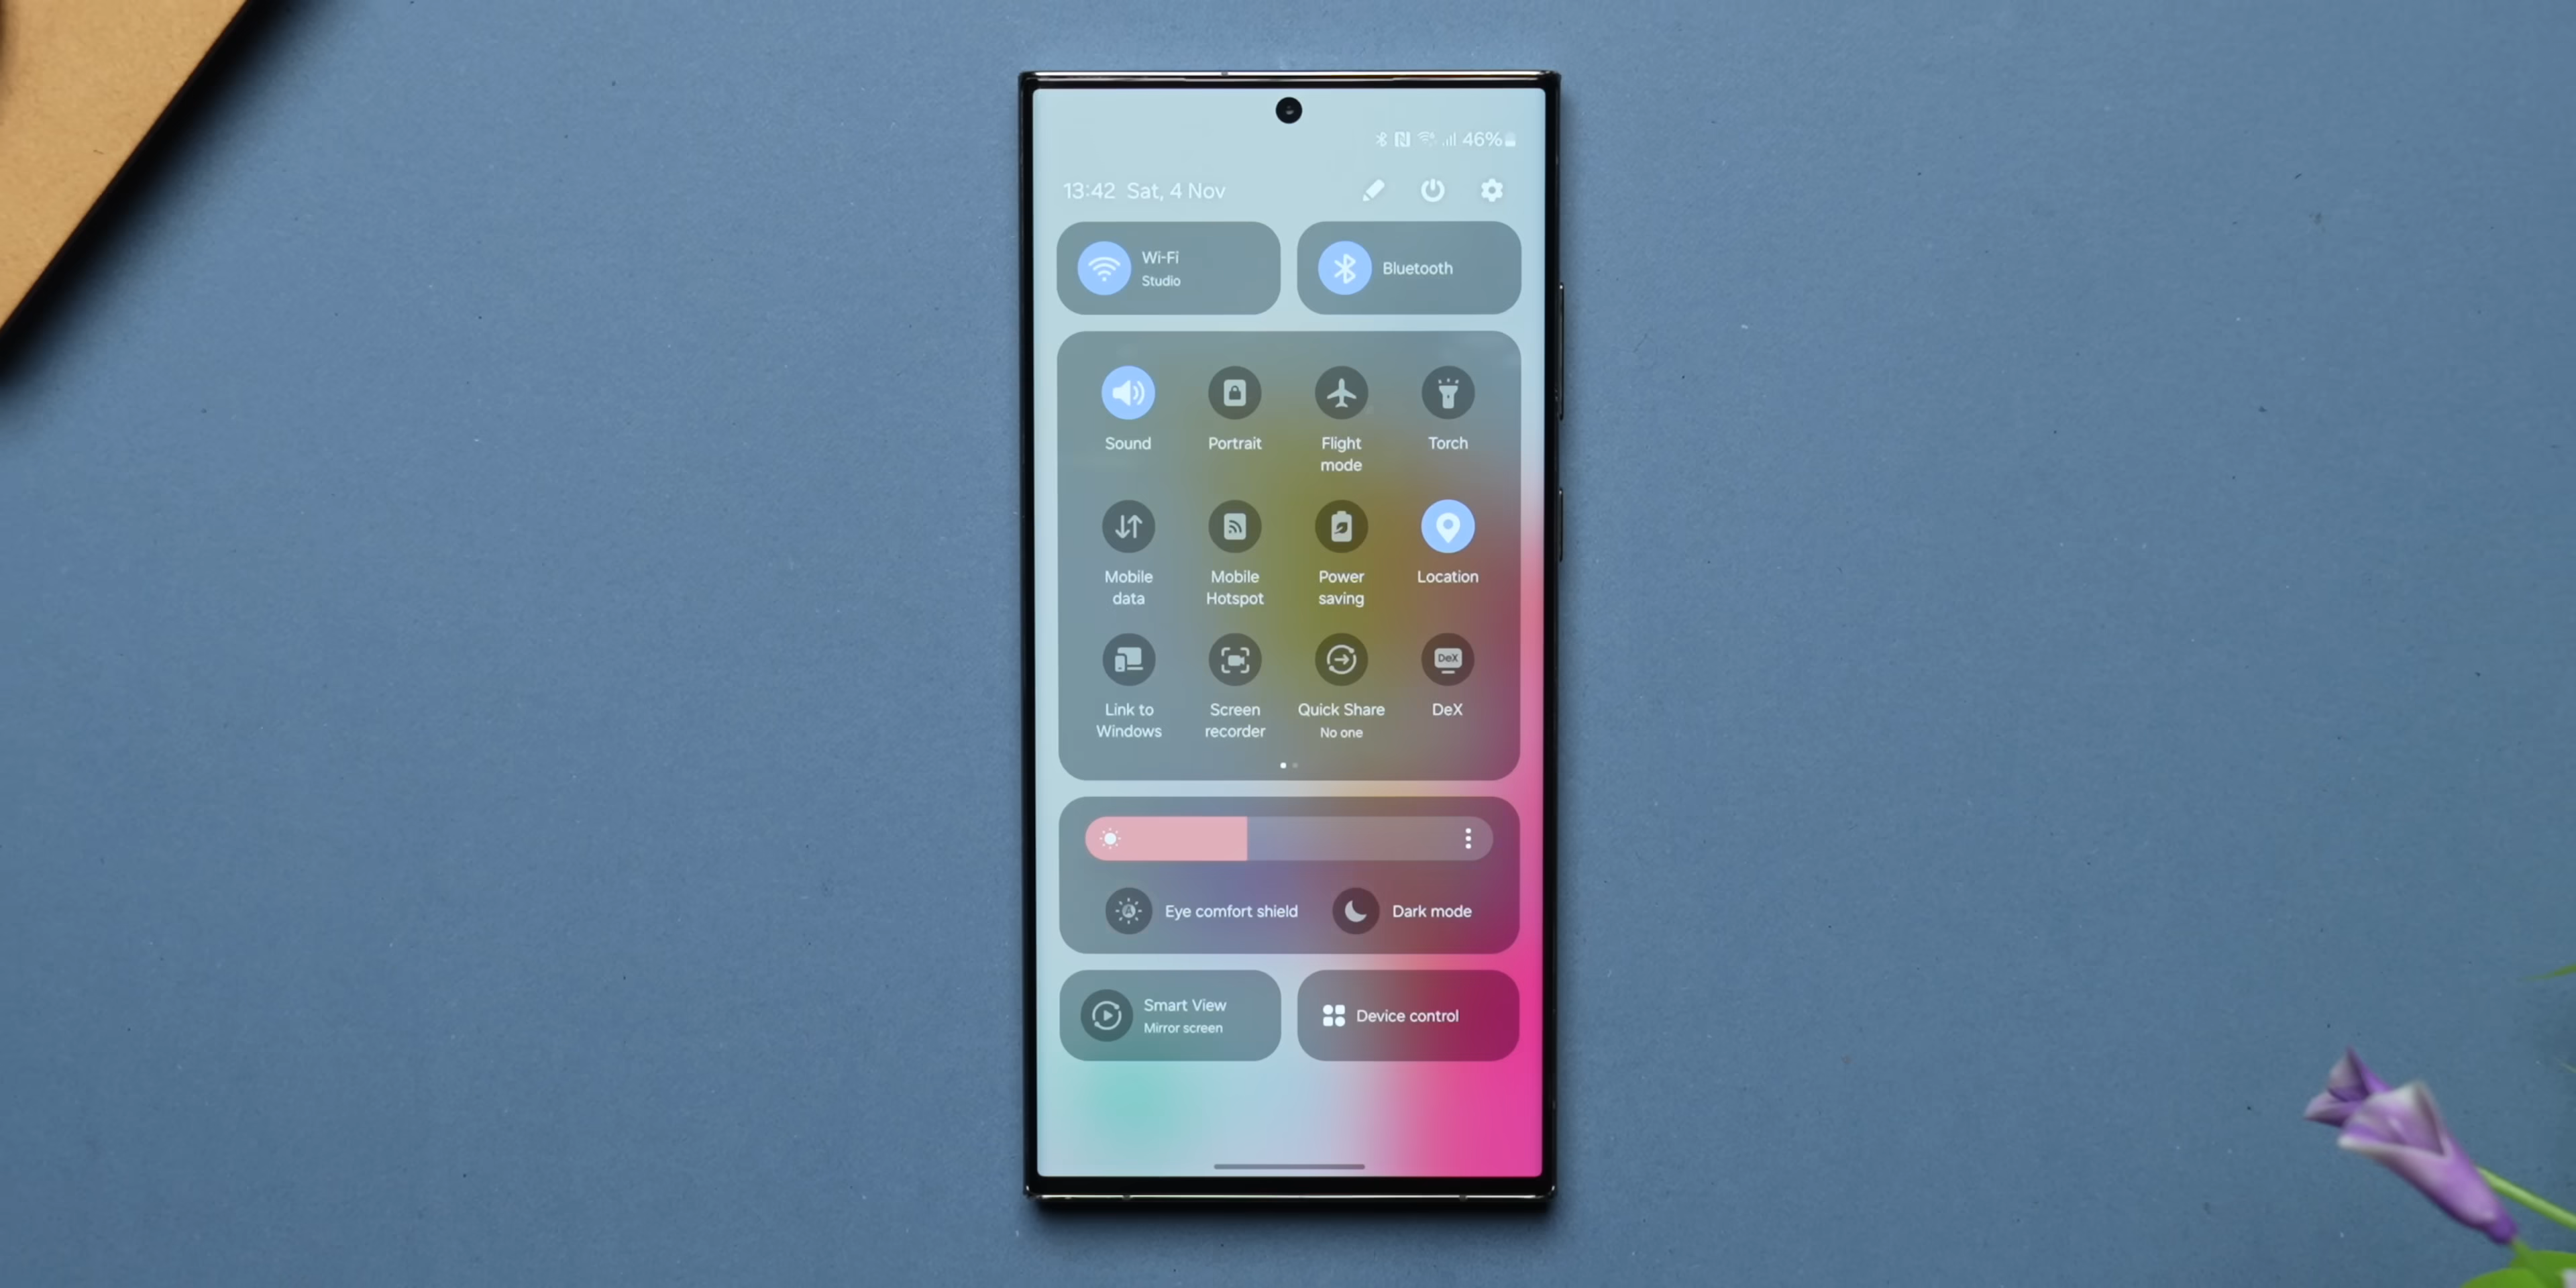 46%
13:42 Sat, 4 Nov
Wi-Fi
Studio
Bluetooth
Sound
Portrait
Flight
mode
Torch
Mobile
data
Mobile
Hotspot
Power
saving
Location
Link to
Windows
Screen
recorder
Quick Share
No one
DeX
DeX
Eye comfort shield
Dark mode
Smart View
Mirror screen
Device control